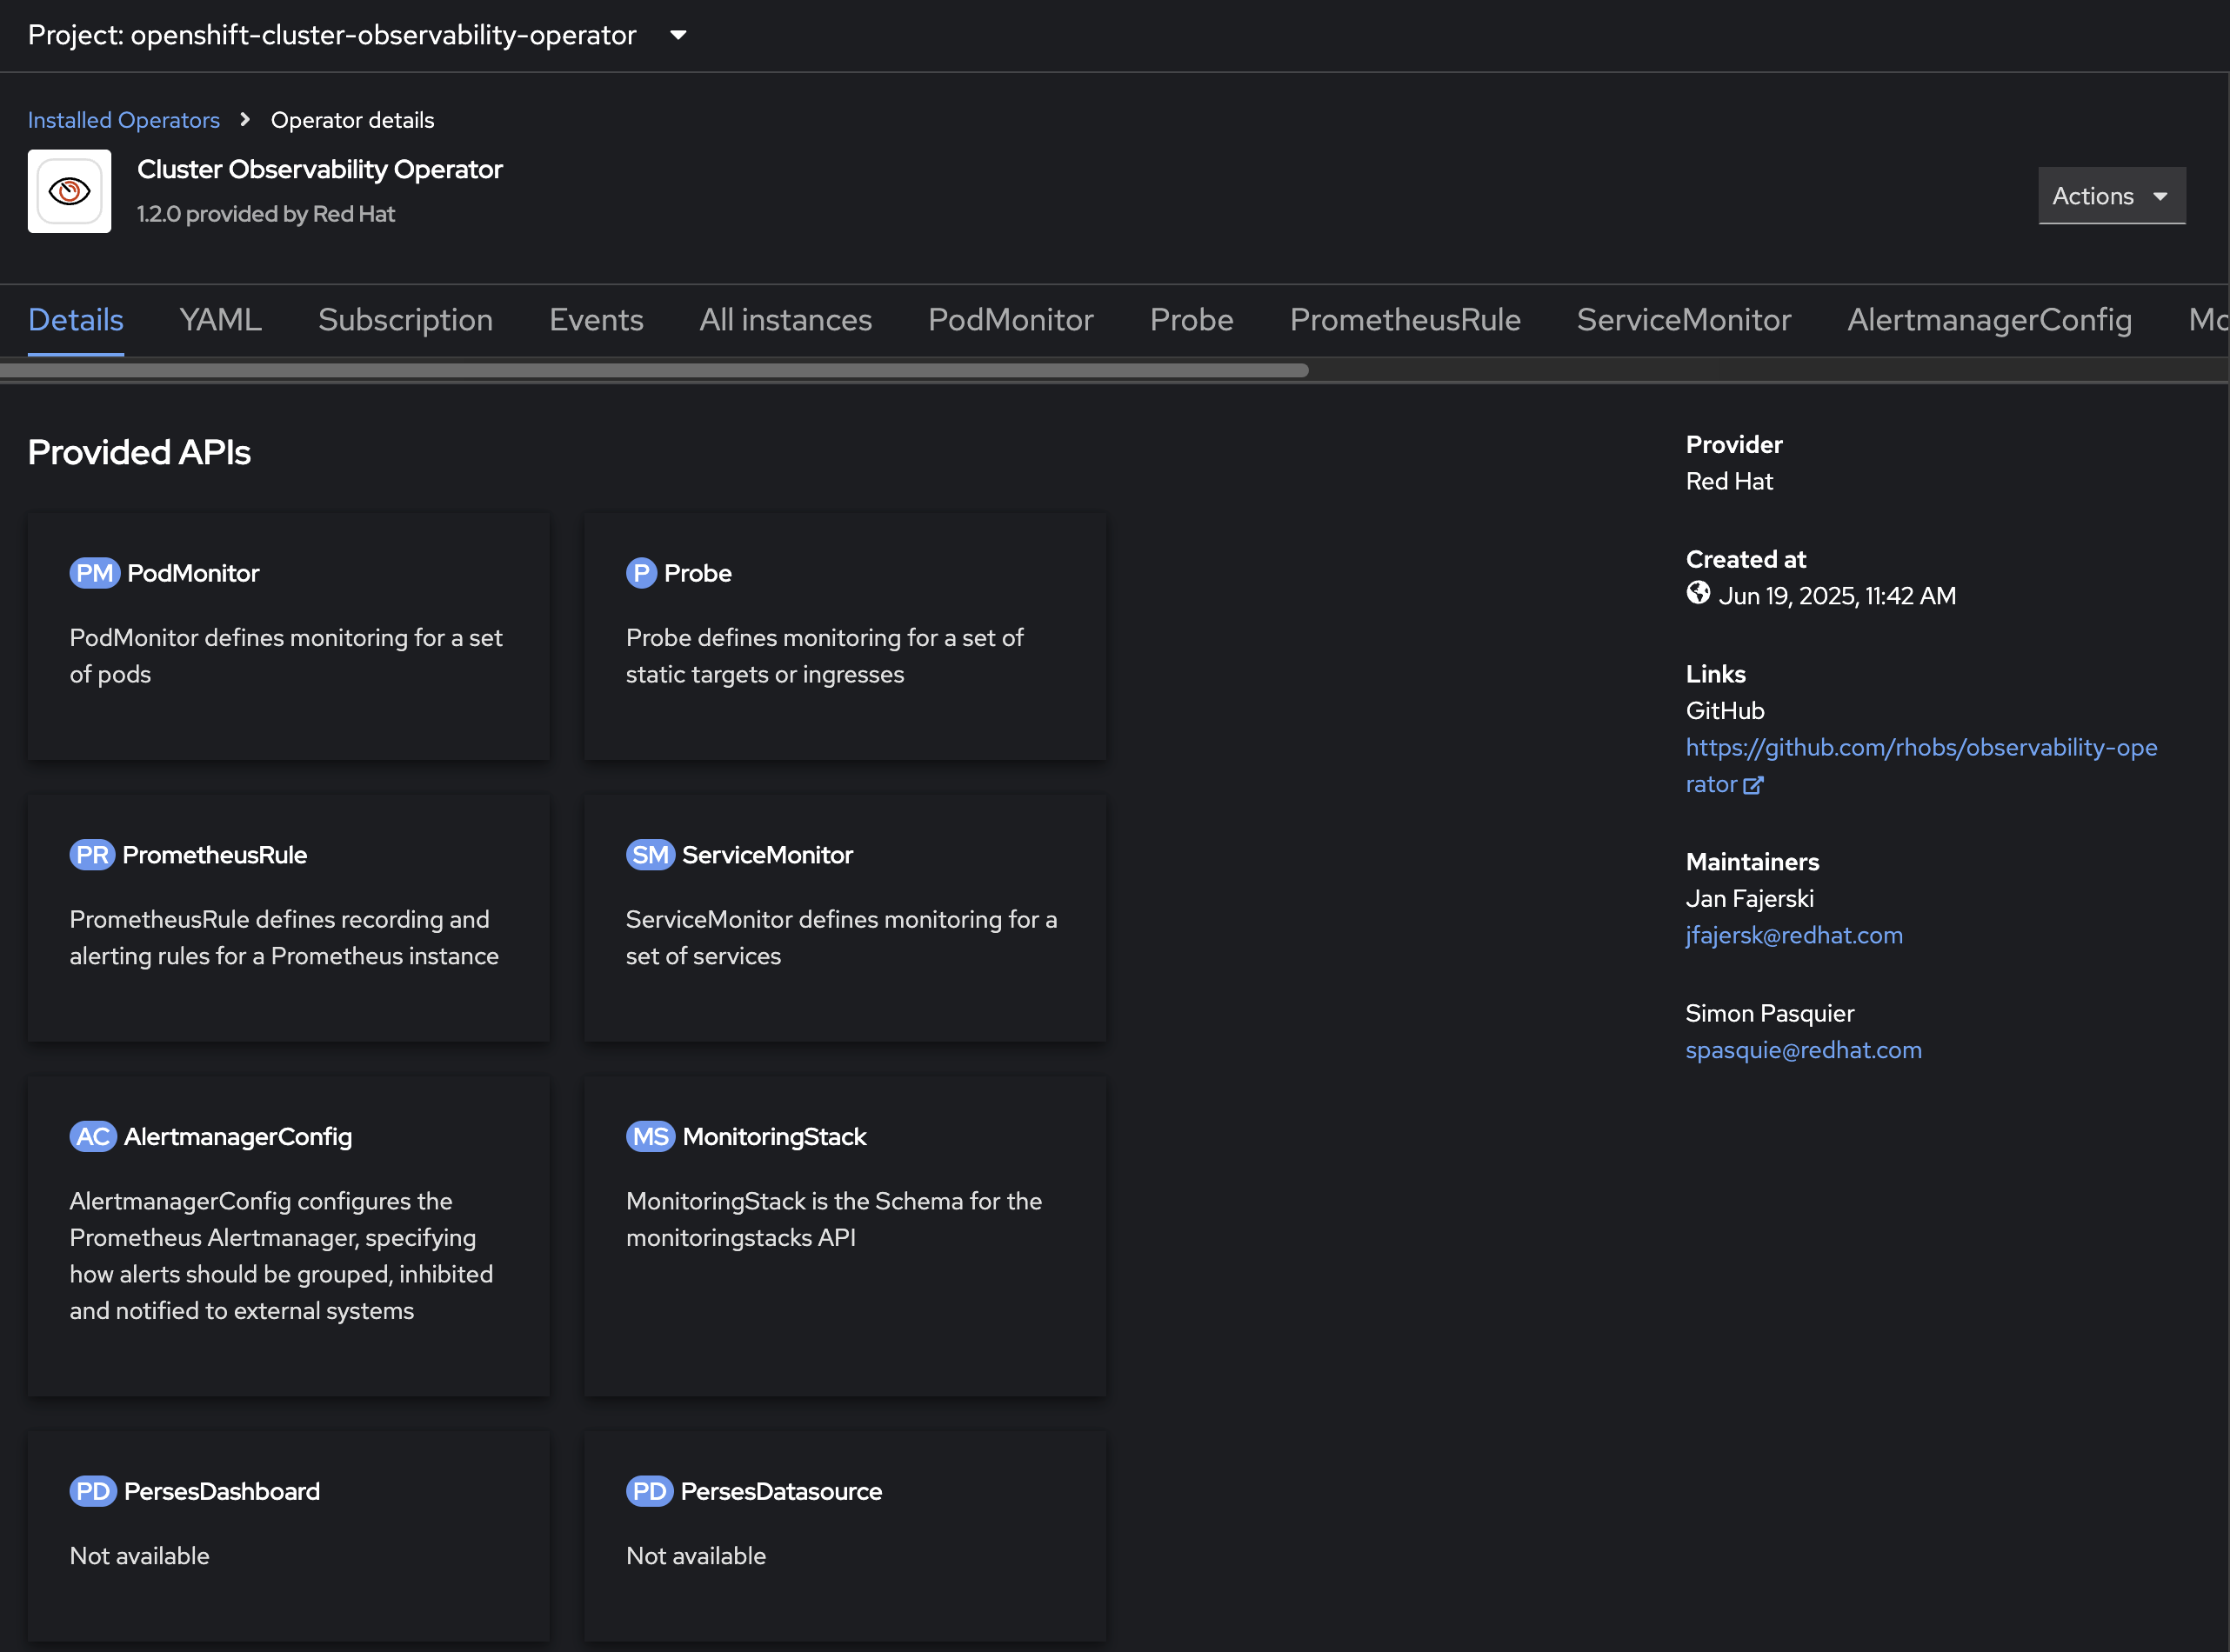 Project: openshift-cluster-observability-operator
Installed Operators
Operator details
Cluster Observability Operator
1.2.0 provided by Red Hat
Actions
Details YAML Subscription Events All instances PodMonitor Probe PrometheusRule ServiceMonitor AlertmanagerConfig Mo
Provided APIs
PM PodMonitor
PodMonitor defines monitoring for a set
of pods
P Probe
Probe defines monitoring for a set of
static targets or ingresses
PR PrometheusRule
PrometheusRule defines recording and
alerting rules for a Prometheus instance
SM ServiceMonitor
ServiceMonitor defines monitoring for a
set of services
AC AlertmanagerConfig
AlertmanagerConfig configures the
Prometheus Alertmanager, specifying
how alerts should be grouped, inhibited
and notified to external systems
MS MonitoringStack
MonitoringStack is the Schema for the
monitoringstacks API
PD PersesDashboard
Not available
PD PersesDatasource
Not available
Provider
Red Hat
Created at
Jun 19, 2025, 11:42 AM
Links
GitHub
https://github.com/rhobs/observability-ope
rator
Maintainers
Jan Fajerski
jfajersk@redhat.com
Simon Pasquier
spasquie@redhat.com